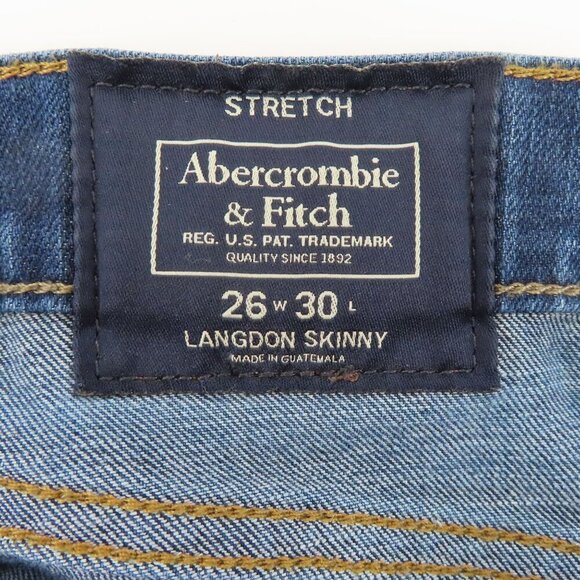 STRETCH
Abercrombie
& Fitch
REG. U.S. PAT. TRADEMARK
QUALITY SINCE 1892
26 W 30 L
LANGDON SKINNY
MADE IN GUATEMALA